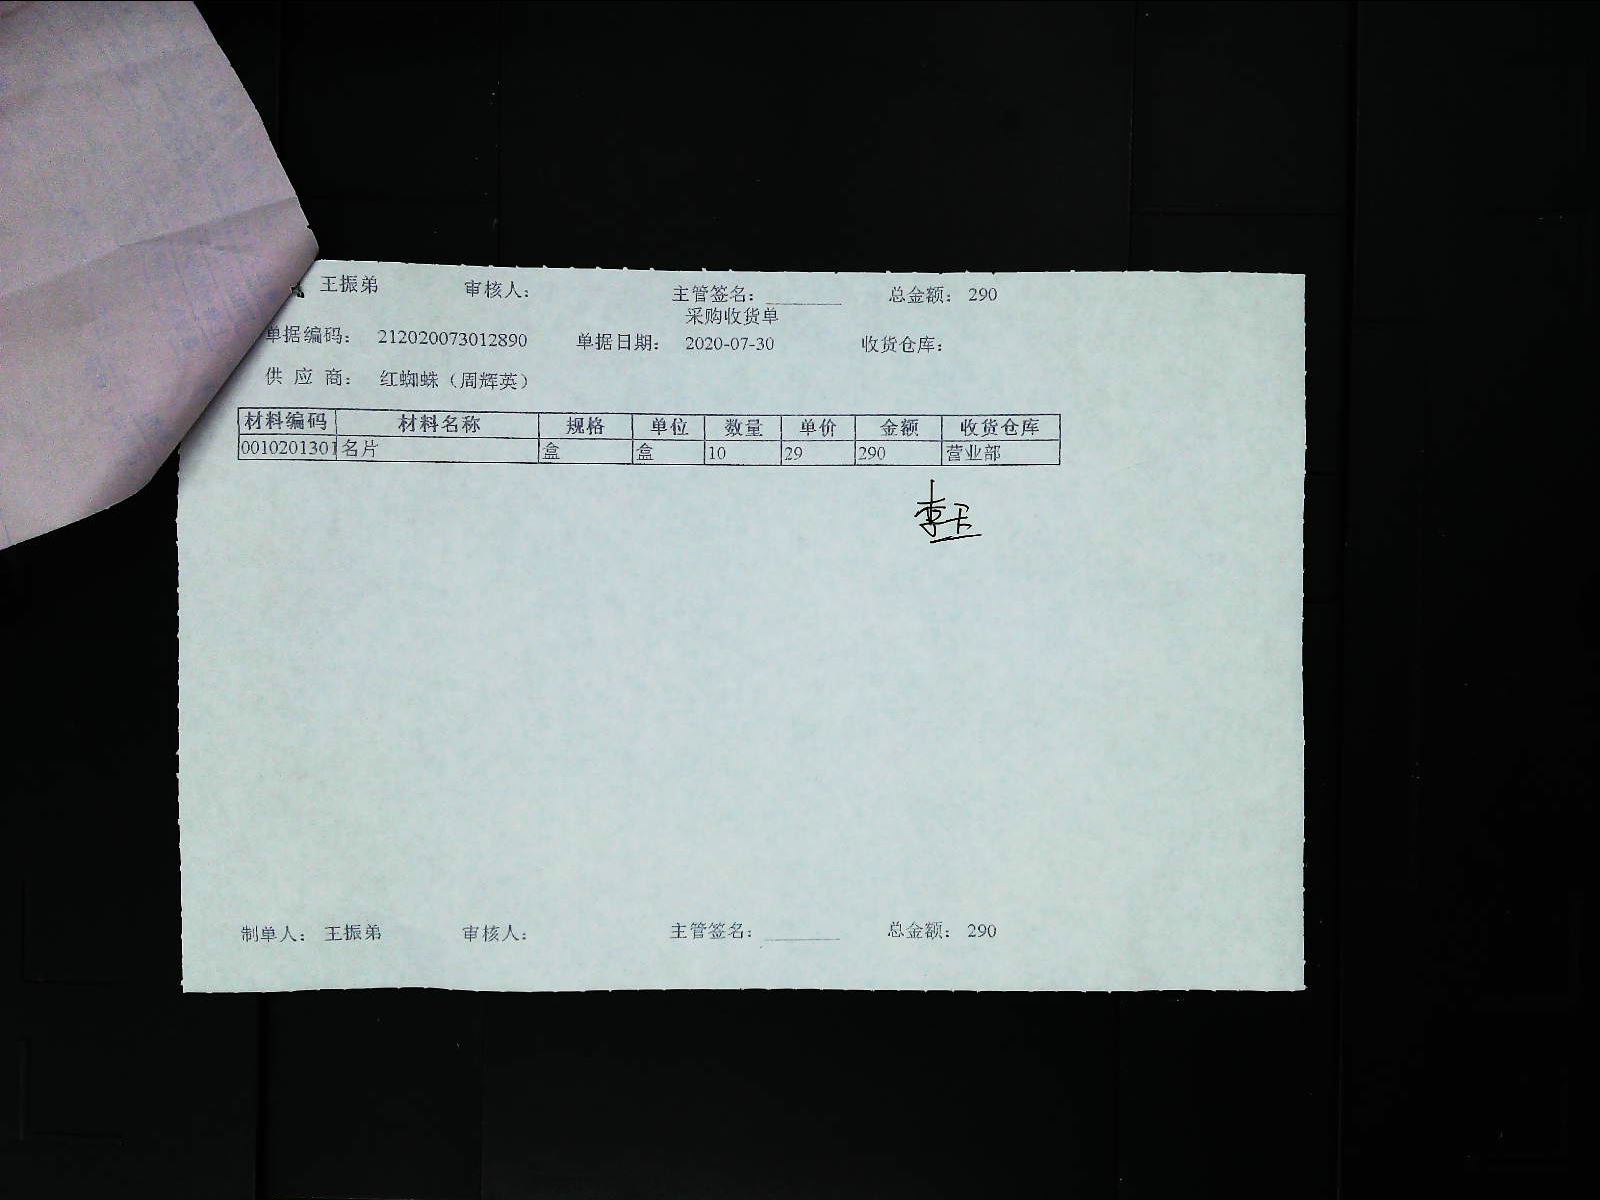 王振弟 审核人： 主管签名：________ 总金额： 290
采购收货单
单据编码： 212020073012890 单据日期： 2020-07-30 收货仓库：
供 应 商： 红蜘蛛（周辉英）
材料编码 材料名称 规格 单位 数量 单价 金额 收货仓库
0010201301 名片 盒 盒 10 29 290 营业部
制单人： 王振弟 审核人： 主管签名：________ 总金额： 290